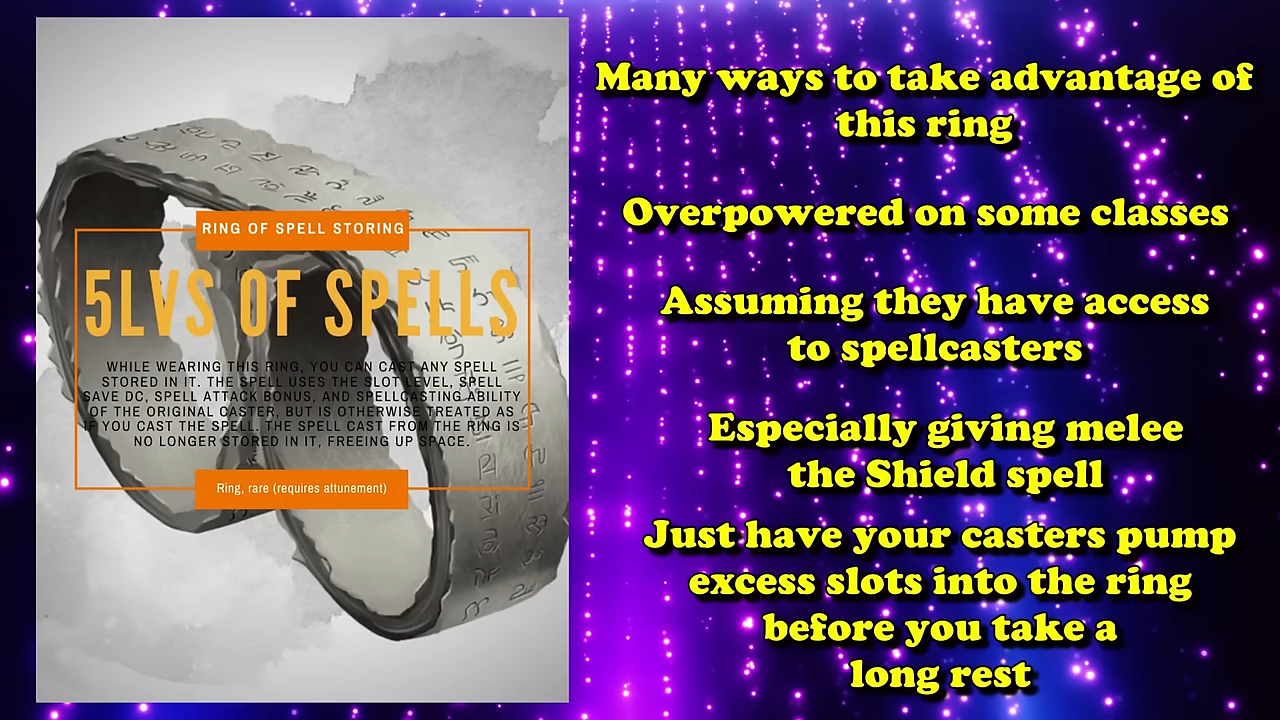 RING OF SPELL STORING
5LVS OF SPELLS
WHILE WEARING THIS RING, YOU CAN CAST ANY SPELL
STORED IN IT. THE SPELL USES THE SLOT LEVEL, SPELL
SAVE DC, SPELL ATTACK BONUS, AND SPELLCASTING ABILITY
OF THE ORIGINAL CASTER, BUT IS OTHERWISE TREATED AS
IF YOU CAST THE SPELL. THE SPELL CAST FROM THE RING IS
NO LONGER STORED IN IT, FREEING UP SPACE.
Ring, rare (requires attunement)
Many ways to take advantage of
this ring
Overpowered on some classes
Assuming they have access
to spellcasters
Especially giving melee
the Shield spell
Just have your casters pump
excess slots into the ring
before you take a
long rest